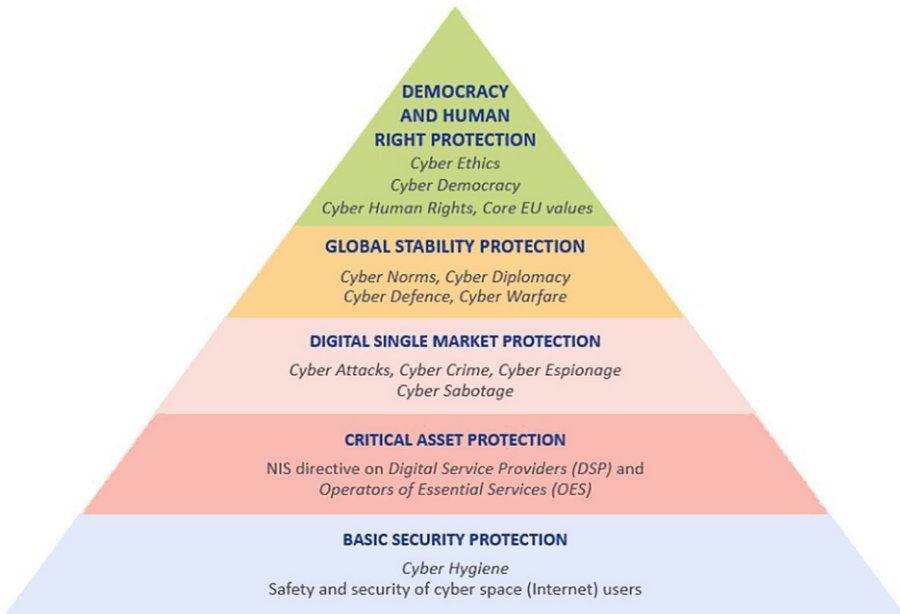 DEMOCRACY
AND HUMAN
RIGHT PROTECTION
Cyber Ethics
Cyber Democracy
Cyber Human Rights, Core EU values
GLOBAL STABILITY PROTECTION
Cyber Norms, Cyber Diplomacy
Cyber Defence, Cyber Warfare
DIGITAL SINGLE MARKET PROTECTION
Cyber Attacks, Cyber Crime, Cyber Espionage
Cyber Sabotage
CRITICAL ASSET PROTECTION
NIS directive on Digital Service Providers (DSP) and
Operators of Essential Services (OES)
BASIC SECURITY PROTECTION
Cyber Hygiene
Safety and security of cyber space (Internet) users